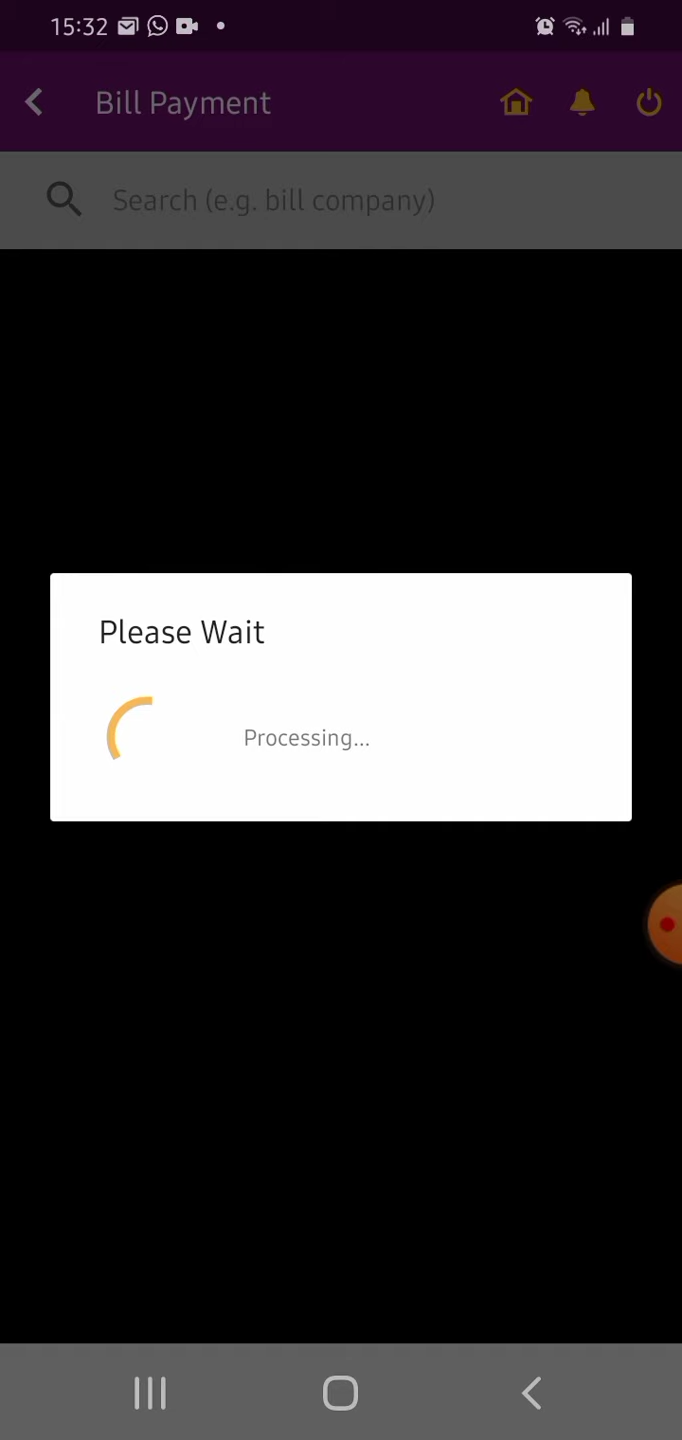 15:32
Bill Payment
Search (e.g. bill company)
Please Wait
Processing...